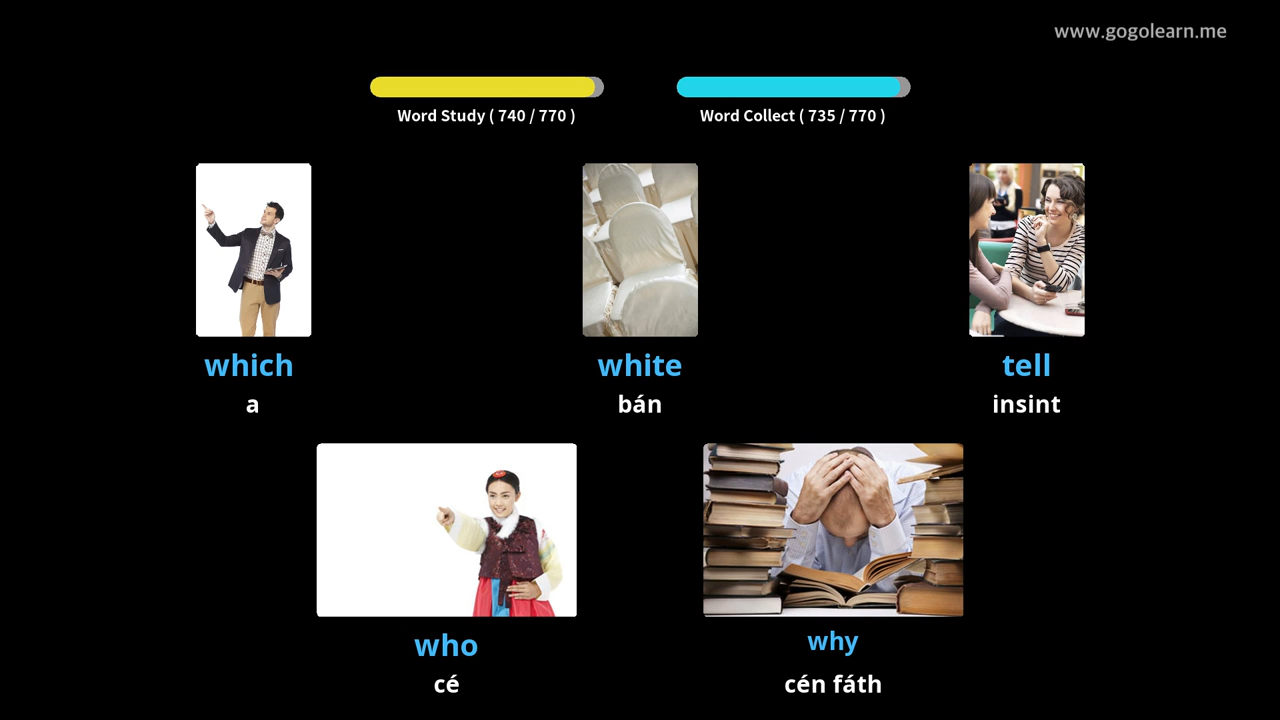 www.gogolearn.me
Word Study ( 740 / 770 )
Word Collect ( 735 / 770 )
which
a
white
bán
tell
insint
who
cé
why
cén fáth